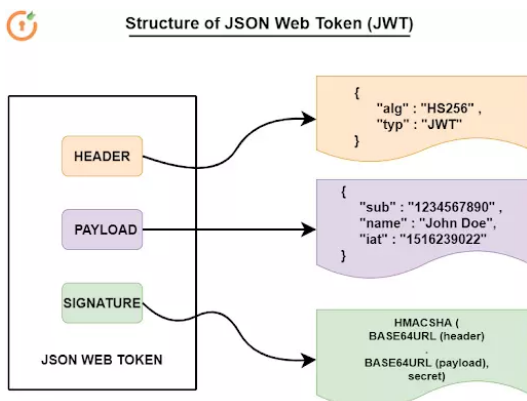 Structure of JSON Web Token (JWT)
HEADER
PAYLOAD
SIGNATURE
JSON WEB TOKEN
{
"alg" : "HS256" ,
"typ" : "JWT"
}
{
"sub" : "1234567890" ,
"name" : "John Doe",
"iat" : "1516239022"
}
HMACSHA (
BASE64URL (header)
.
BASE64URL (payload),
secret)